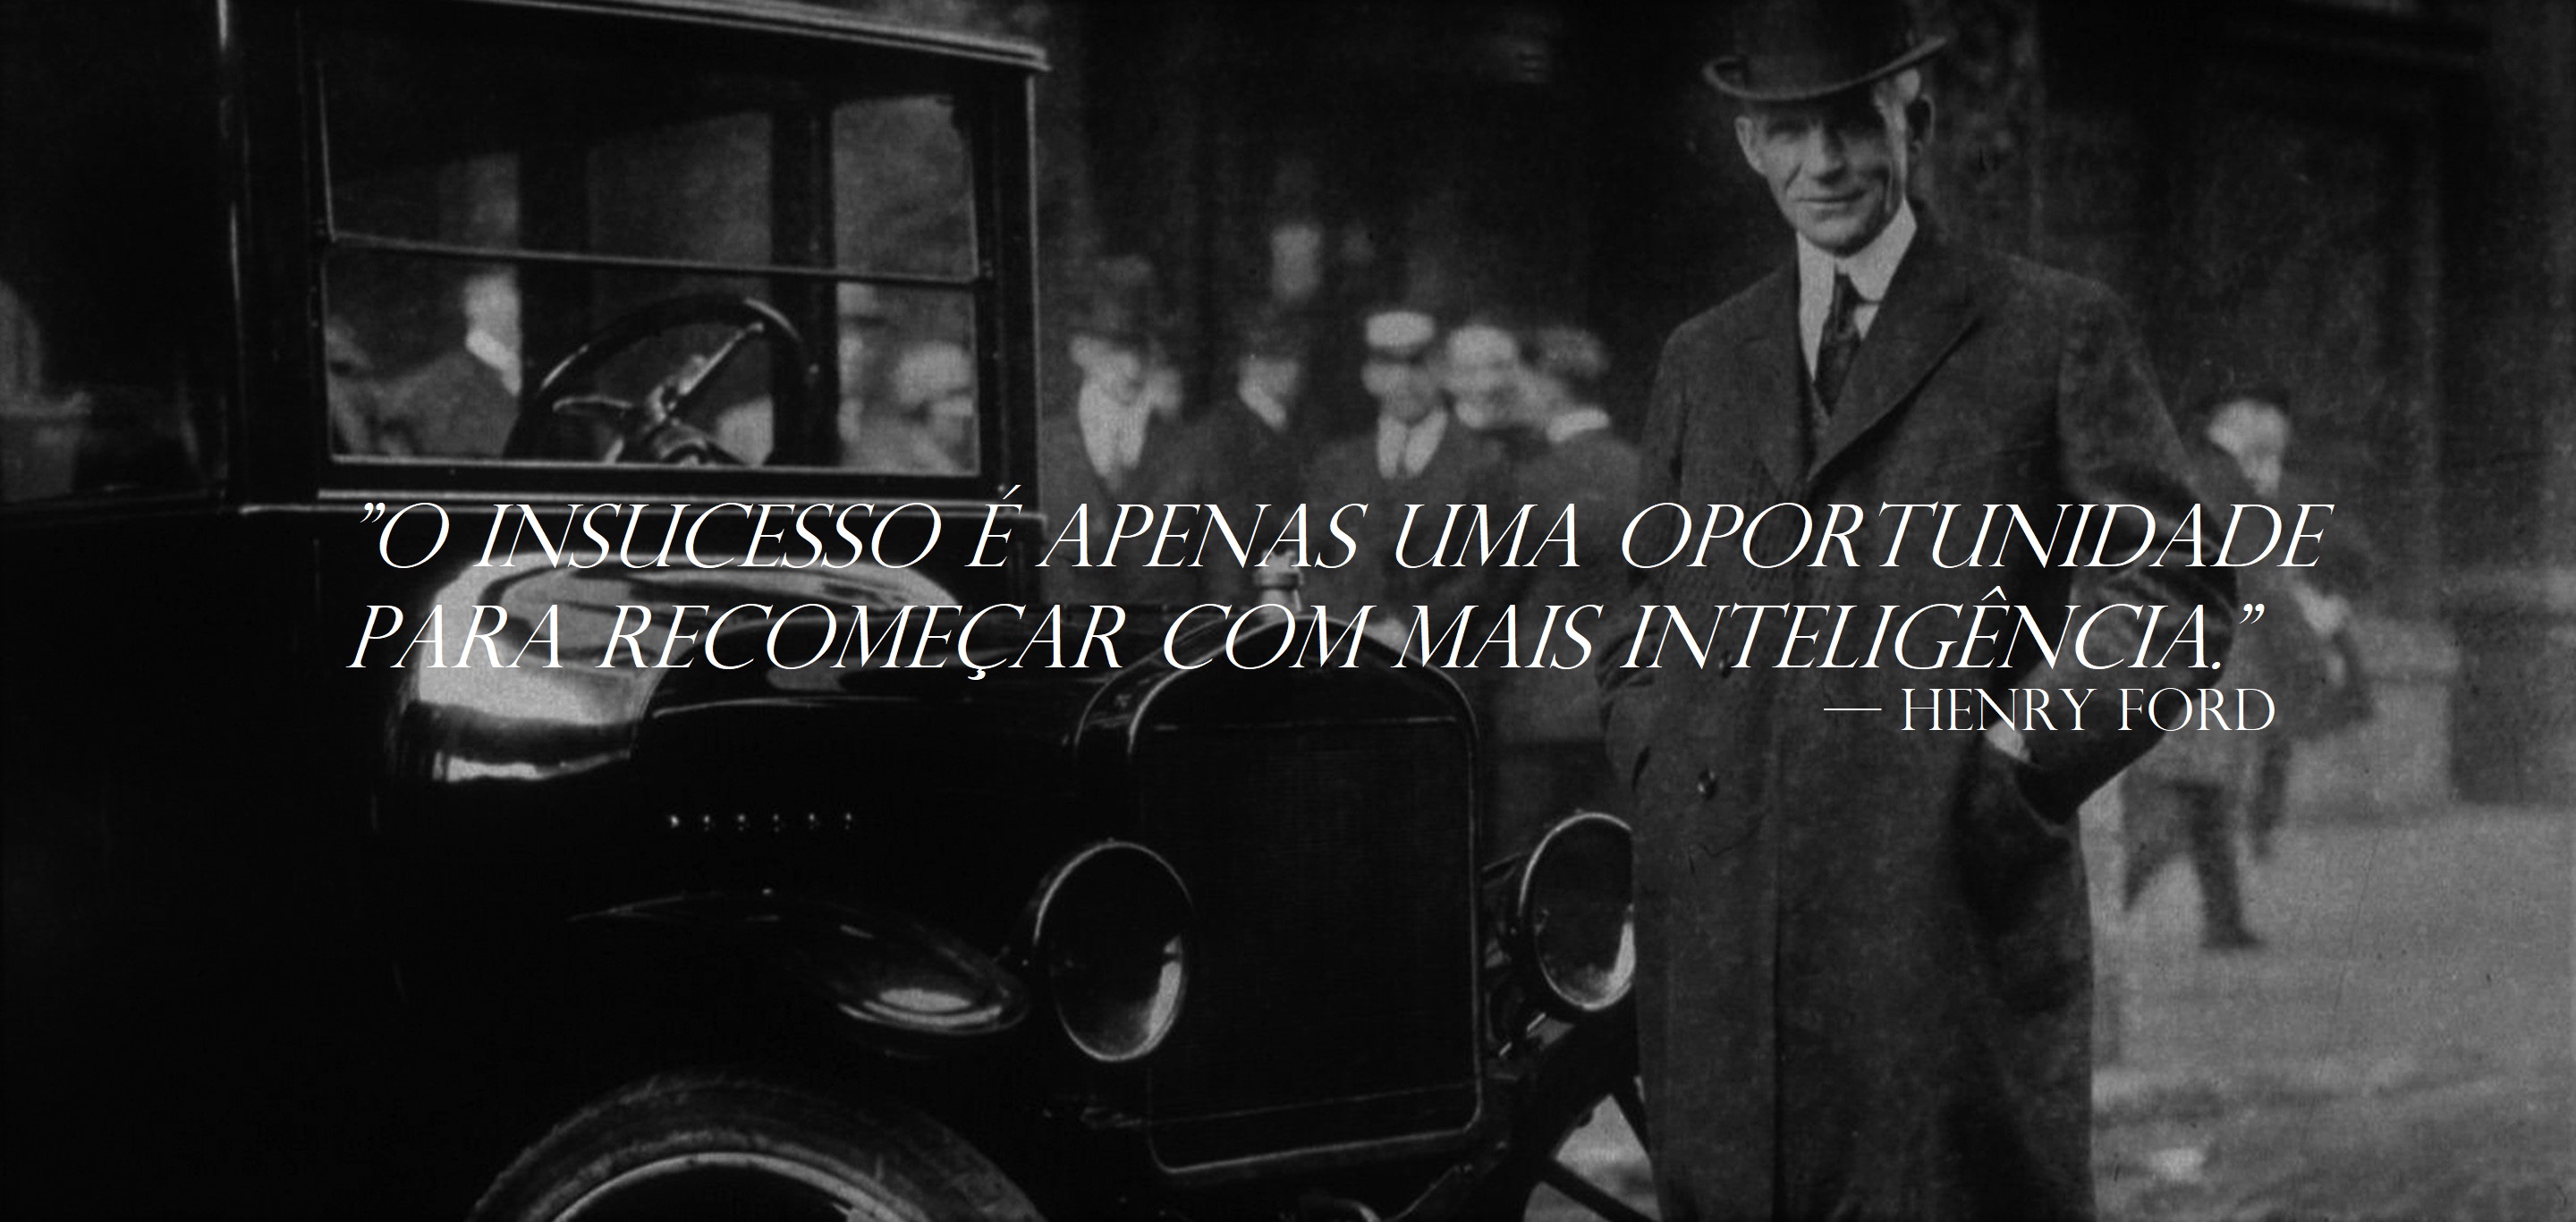 ”O INSUCESSO É APENAS UMA OPORTUNIDADE
PARA RECOMEÇAR COM MAIS INTELIGÊNCIA.”
— HENRY FORD